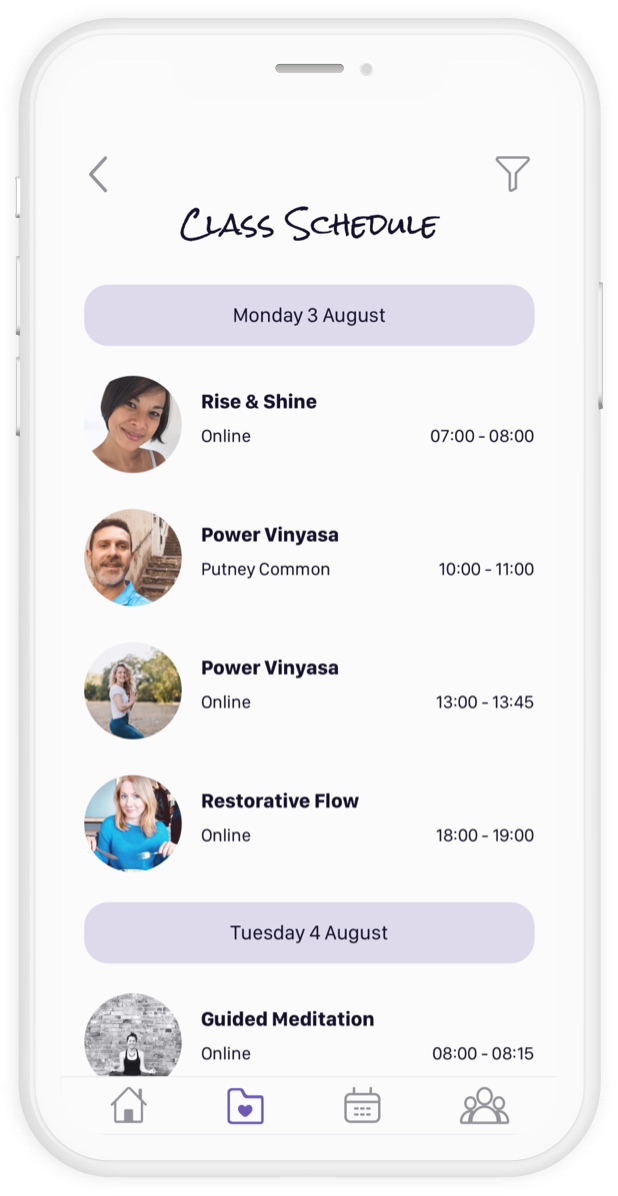 Class Schedule
Monday 3 August
Rise & Shine
Online 07:00 - 08:00
Power Vinyasa
Putney Common 10:00 - 11:00
Power Vinyasa
Online 13:00 - 13:45
Restorative Flow
Online 18:00 - 19:00
Tuesday 4 August
Guided Meditation
Online 08:00 - 08:15